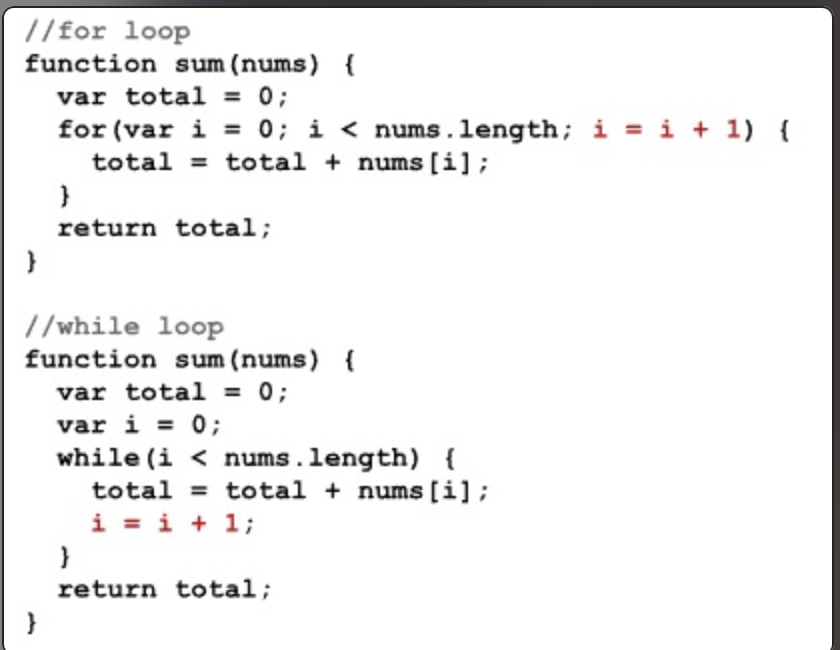 //for loop
function sum(nums) {
  var total = 0;
  for(var i = 0; i < nums.length; i = i + 1) {
    total = total + nums[i];
  }
  return total;
}

//while loop
function sum(nums) {
  var total = 0;
  var i = 0;
  while(i < nums.length) {
    total = total + nums[i];
    i = i + 1;
  }
  return total;
}